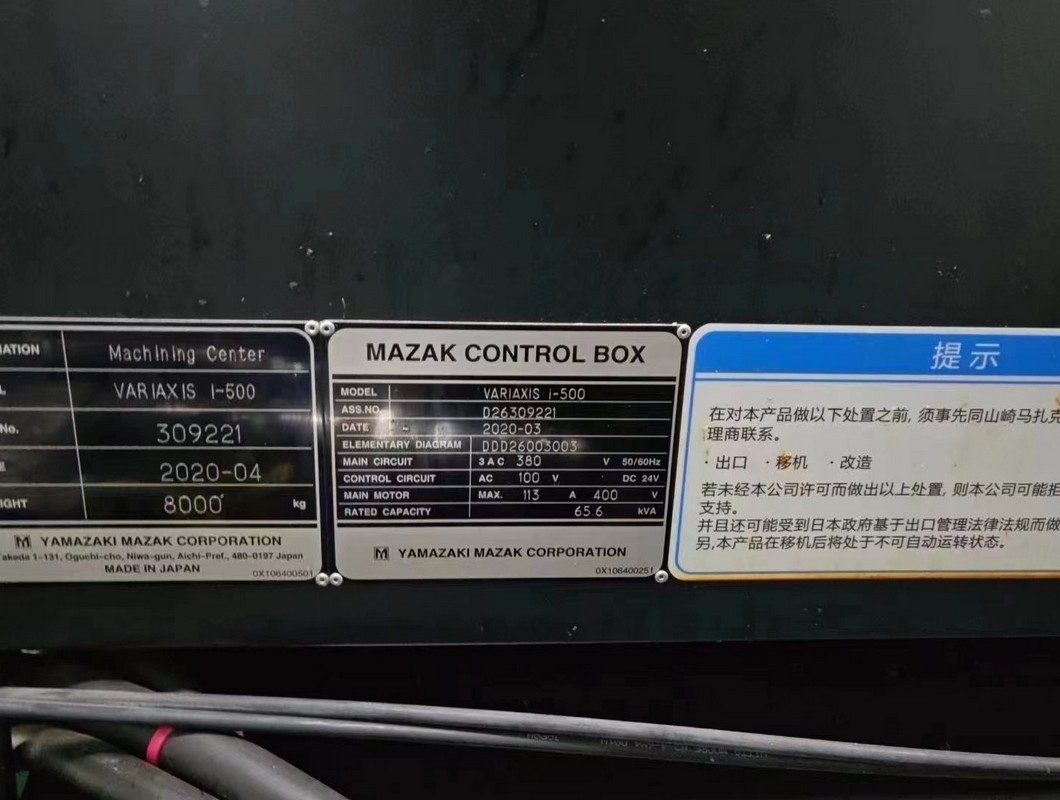 Machining Center
VARIAXIS i-500
No. 309221
2020-04
8000 kg
YAMAZAKI MAZAK CORPORATION
1-131, Oguchi-cho, Niwa-gun, Aichi-Pref., 480-0197 Japan
MADE IN JAPAN
0X106400501
MAZAK CONTROL BOX
MODEL VARIAXIS i-500
ASS.NO. D26309221
DATE 2020-03
ELEMENTARY DIAGRAM DDD26003003
MAIN CIRCUIT 3 A C 380 V 50/60Hz
CONTROL CIRCUIT AC 100 V DC 24V
MAIN MOTOR MAX. 113 A 400 V
RATED CAPACITY 65.6 kVA
YAMAZAKI MAZAK CORPORATION
0X106400251
提示
在对本产品做以下处置之前, 须事先同山崎马扎克
理商联系。
·出口 ·移机 ·改造
若未经本公司许可而做出以上处置, 则本公司可能拒
支持。
并且还可能受到日本政府基于出口管理法律法规而做
另,本产品在移机后将处于不可自动运转状态。